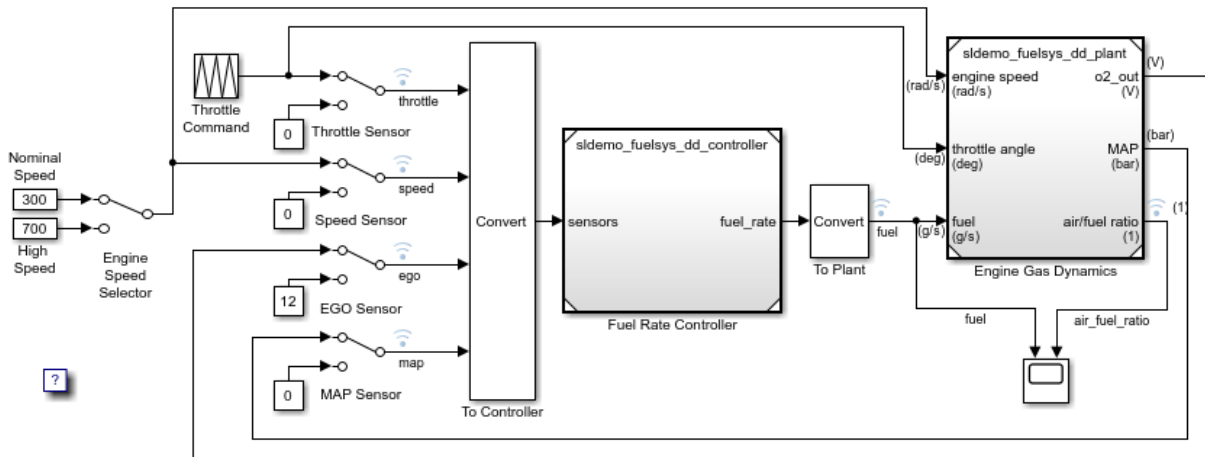 Throttle
Command
0
Throttle Sensor
throttle
Nominal
Speed
300
700
High
Speed
Engine
Speed
Selector
0
Speed Sensor
speed
12
EGO Sensor
ego
0
MAP Sensor
map
?
Convert
To Controller
sldemo_fuelsys_dd_controller
sensors
fuel_rate
Fuel Rate Controller
Convert
To Plant
fuel
(rad/s)
(deg)
(g/s)
sldemo_fuelsys_dd_plant
engine speed
(rad/s)
o2_out
(V)
throttle angle
(deg)
MAP
(bar)
fuel
(g/s)
air/fuel ratio
(1)
Engine Gas Dynamics
(V)
(bar)
(1)
fuel
air_fuel_ratio